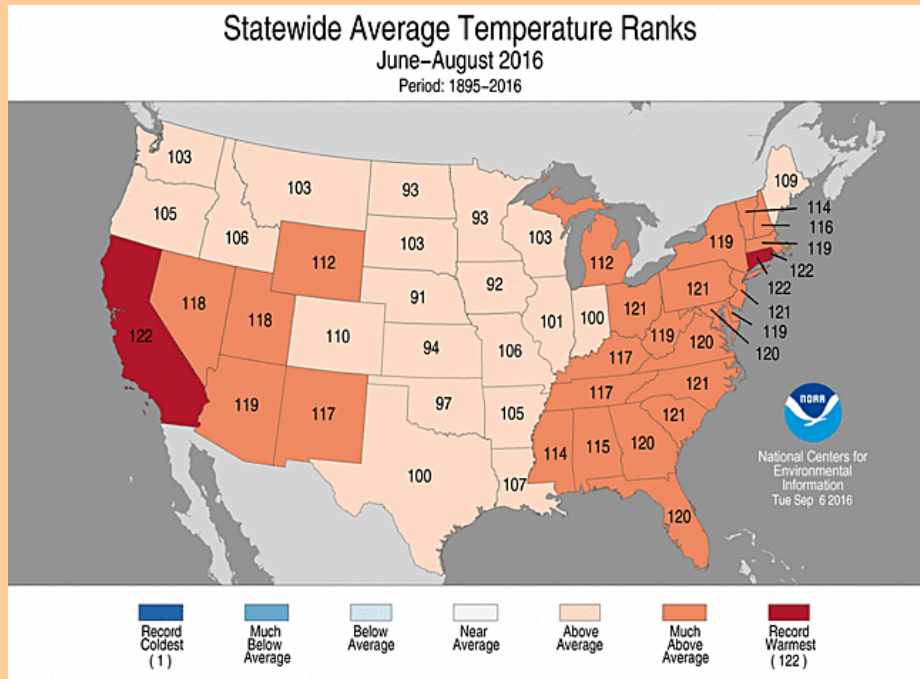 Statewide Average Temperature Ranks
June–August 2016
Period: 1895–2016
103
103
93
93
109
105
106
103
103
114
116
119
119
112
112
122
122
118
118
91
92
121
121
121
122
110
94
106
101
100
119
120
119
120
117
119
117
97
105
117
121
121
100
107
114
115
120
120
NOAA
National Centers for
Environmental
Information
Tue Sep 6 2016
Record
Coldest
(1)
Much
Below
Average
Below
Average
Near
Average
Above
Average
Much
Above
Average
Record
Warmest
(122)